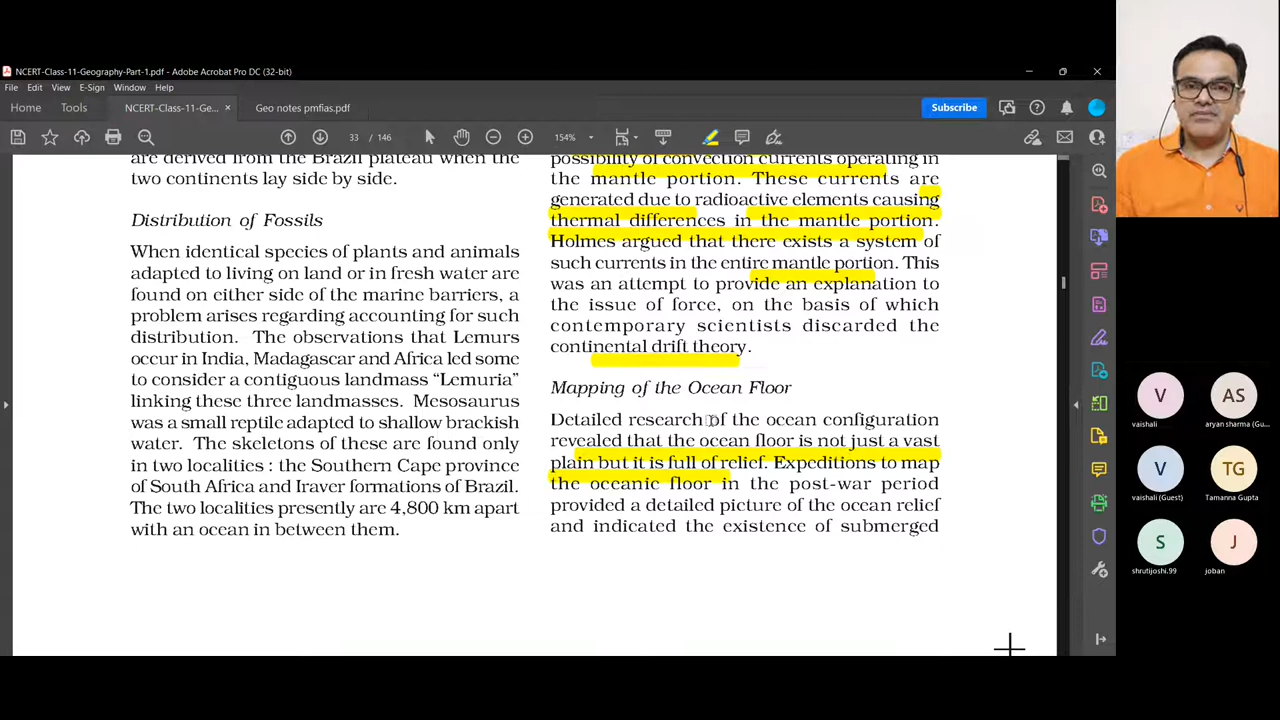 NCERT-Class-11-Geography-Part-1.pdf - Adobe Acrobat Pro DC (32-bit)
File Edit View E-Sign Window Help
Home Tools NCERT-Class-11-Ge... × Geo notes pmfias.pdf Subscribe
33 / 146 154%
are derived from the Brazil plateau when the
two continents lay side by side.
Distribution of Fossils
When identical species of plants and animals
adapted to living on land or in fresh water are
found on either side of the marine barriers, a
problem arises regarding accounting for such
distribution. The observations that Lemurs
occur in India, Madagascar and Africa led some
to consider a contiguous landmass “Lemuria”
linking these three landmasses. Mesosaurus
was a small reptile adapted to shallow brackish
water. The skeletons of these are found only
in two localities : the Southern Cape province
of South Africa and Iraver formations of Brazil.
The two localities presently are 4,800 km apart
with an ocean in between them.
possibility of convection currents operating in
the mantle portion. These currents are
generated due to radioactive elements causing
thermal differences in the mantle portion.
Holmes argued that there exists a system of
such currents in the entire mantle portion. This
was an attempt to provide an explanation to
the issue of force, on the basis of which
contemporary scientists discarded the
continental drift theory.
Mapping of the Ocean Floor
Detailed research of the ocean configuration
revealed that the ocean floor is not just a vast
plain but it is full of relief. Expeditions to map
the oceanic floor in the post-war period
provided a detailed picture of the ocean relief
and indicated the existence of submerged
V
vaishali
AS
aryan sharma (Gu...
V
vaishali (Guest)
TG
Tamanna Gupta
S
shrutijoshi.99
J
joban